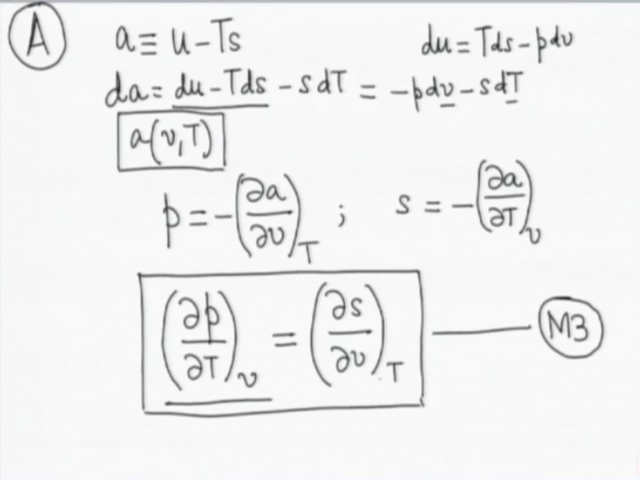 A a ≡ u - Ts du = Tds - pdv
da = du - Tds - sdT = -pdv - sdT
a(v,T)
p = -(∂a/∂v)_T ; s = -(∂a/∂T)_v
(∂p/∂T)_v = (∂s/∂v)_T — M3